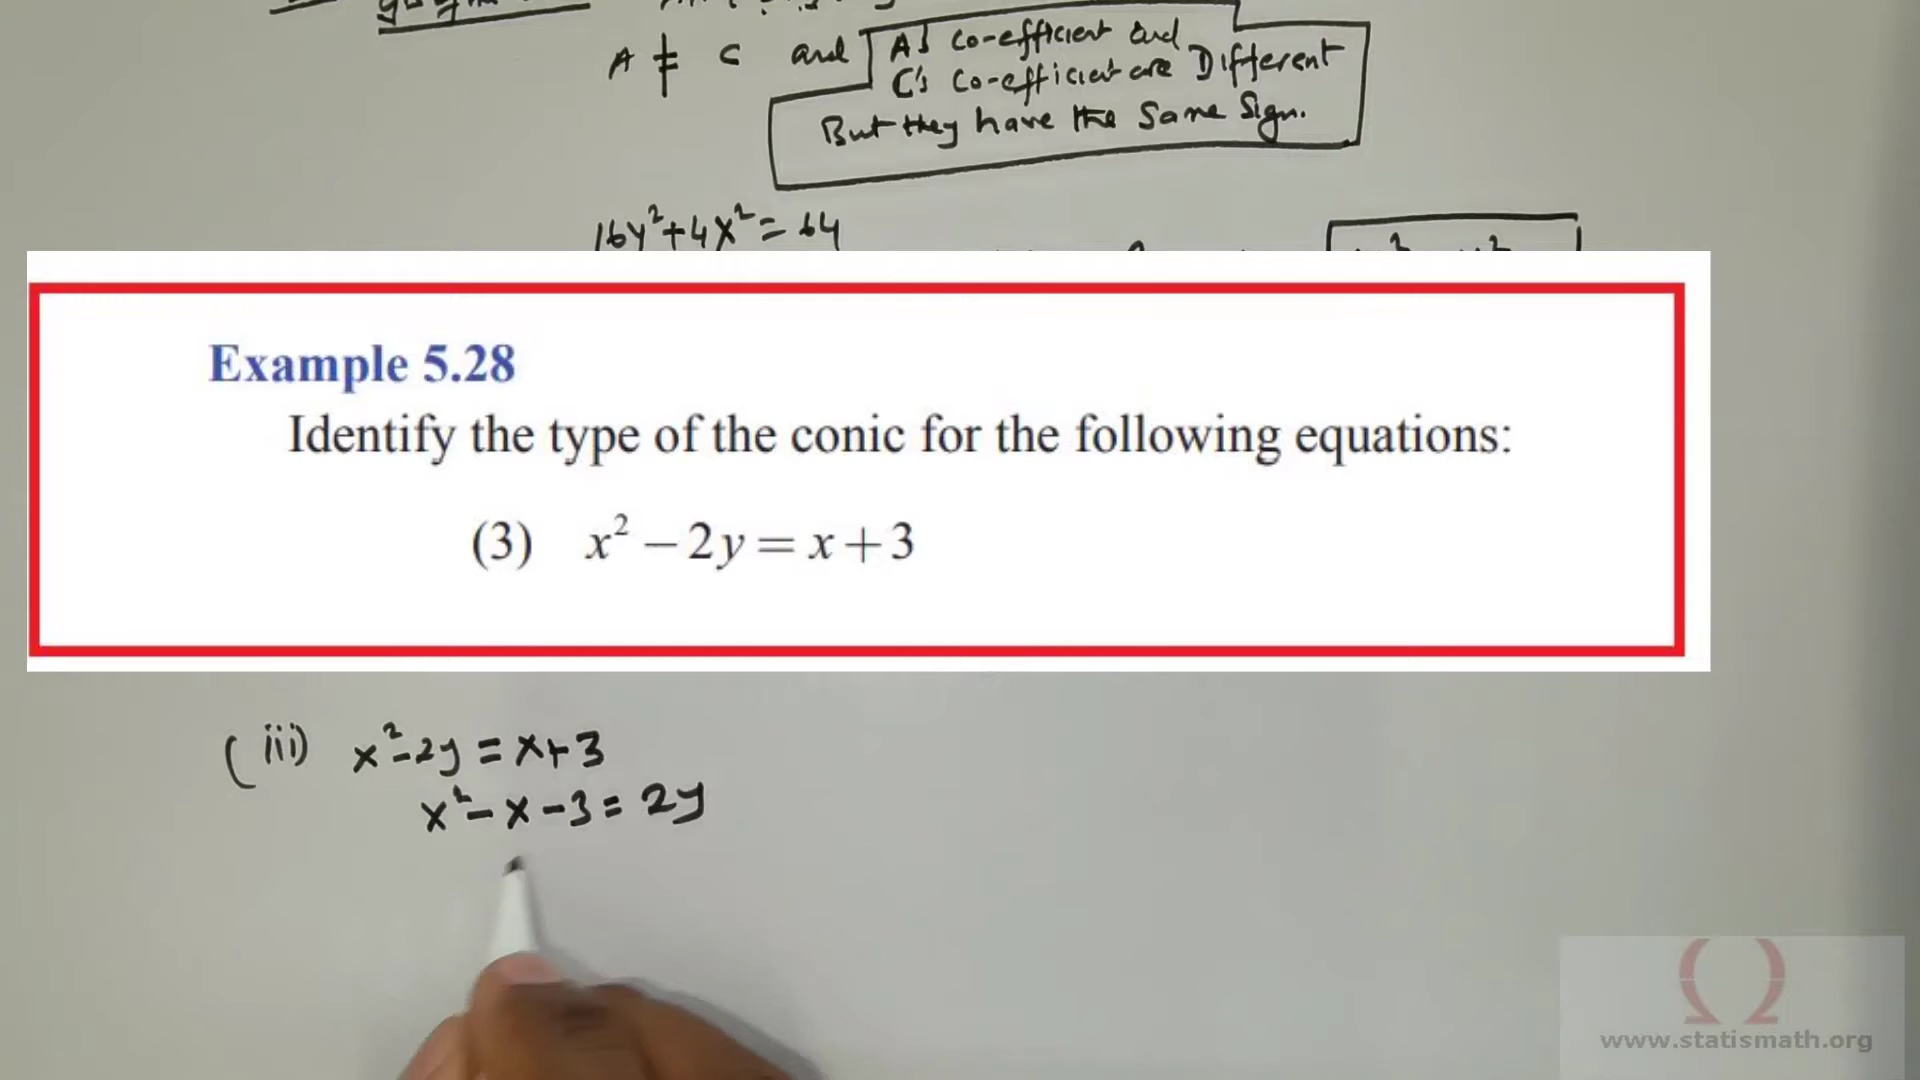 A ≠ C and A's Co-efficient and
C's Co-efficient are Different
But they have the Same Sign.
16y²+4x²=64
Example 5.28
Identify the type of the conic for the following equations:
(3) x² – 2y = x + 3
(iii) x²-2y = x+3
x² - x - 3 = 2y
www.statismath.org